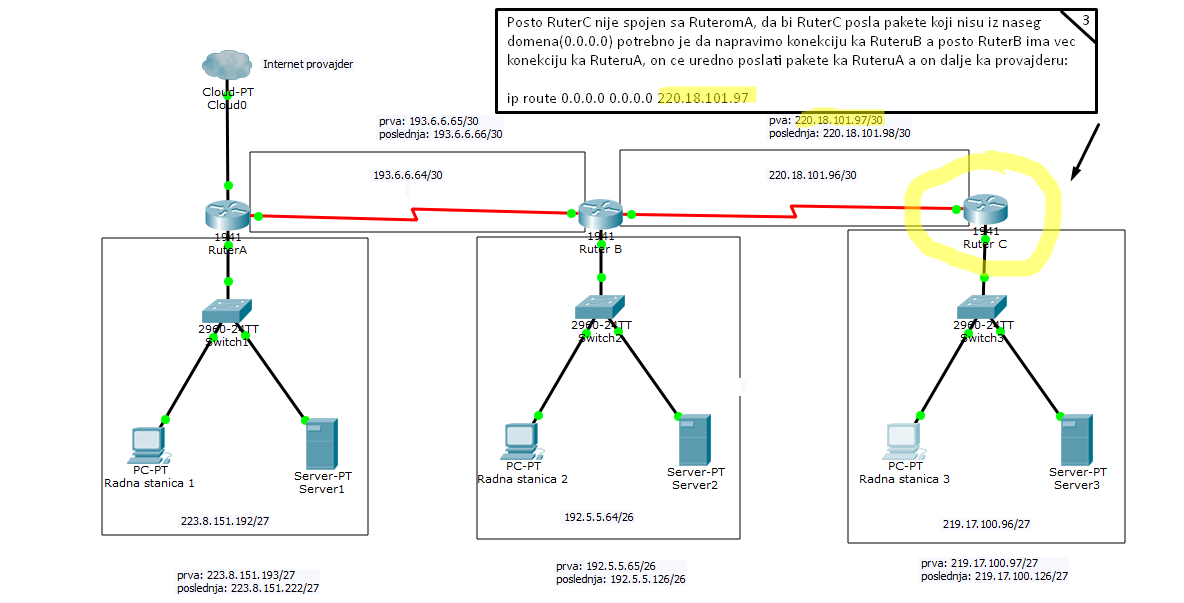 3
Posto RuterC nije spojen sa RuteromA, da bi RuterC posla pakete koji nisu iz naseg
domena(0.0.0.0) potrebno je da napravimo konekciju ka RuteruB a posto RuterB ima vec
konekciju ka RuteruA, on ce uredno poslati pakete ka RuteruA a on dalje ka provajderu:
ip route 0.0.0.0 0.0.0.0 220.18.101.97
Internet provajder
Cloud-PT
Cloud0
prva: 193.6.6.65/30
poslednja: 193.6.6.66/30
pva: 220.18.101.97/30
poslednja: 220.18.101.98/30
193.6.6.64/30
220.18.101.96/30
1941
RuterA
1941
Ruter B
1941
Ruter C
2960-24TT
Switch1
2960-24TT
Switch2
2960-24TT
Switch3
PC-PT
Radna stanica 1
Server-PT
Server1
PC-PT
Radna stanica 2
Server-PT
Server2
PC-PT
Radna stanica 3
Server-PT
Server3
223.8.151.192/27
192.5.5.64/26
219.17.100.96/27
prva: 223.8.151.193/27
poslednja: 223.8.151.222/27
prva: 192.5.5.65/26
poslednja: 192.5.5.126/26
prva: 219.17.100.97/27
poslednja: 219.17.100.126/27